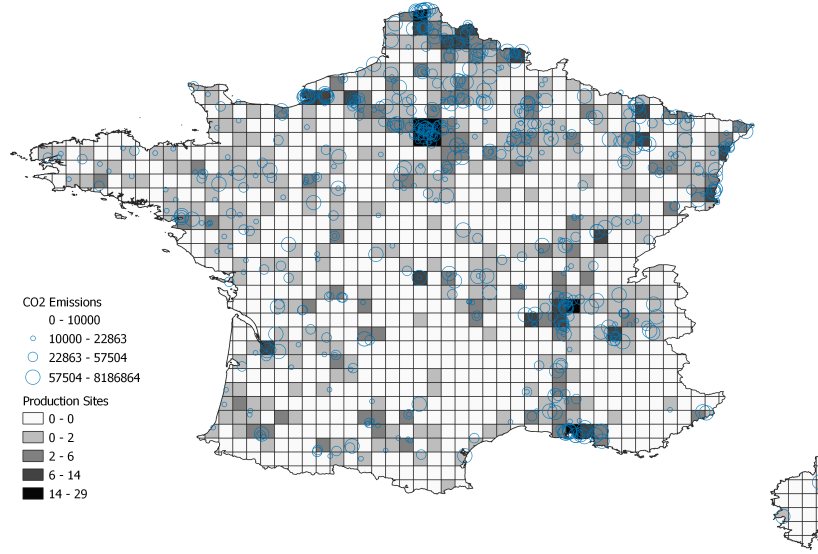 CO2 Emissions
0 - 10000
10000 - 22863
22863 - 57504
57504 - 8186864
Production Sites
0 - 0
0 - 2
2 - 6
6 - 14
14 - 29